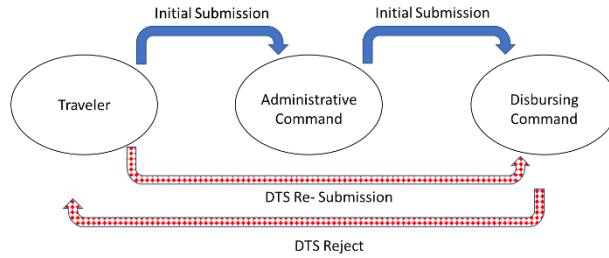 Initial Submission
Initial Submission
Traveler
Administrative
Command
Disbursing
Command
DTS Re- Submission
DTS Reject